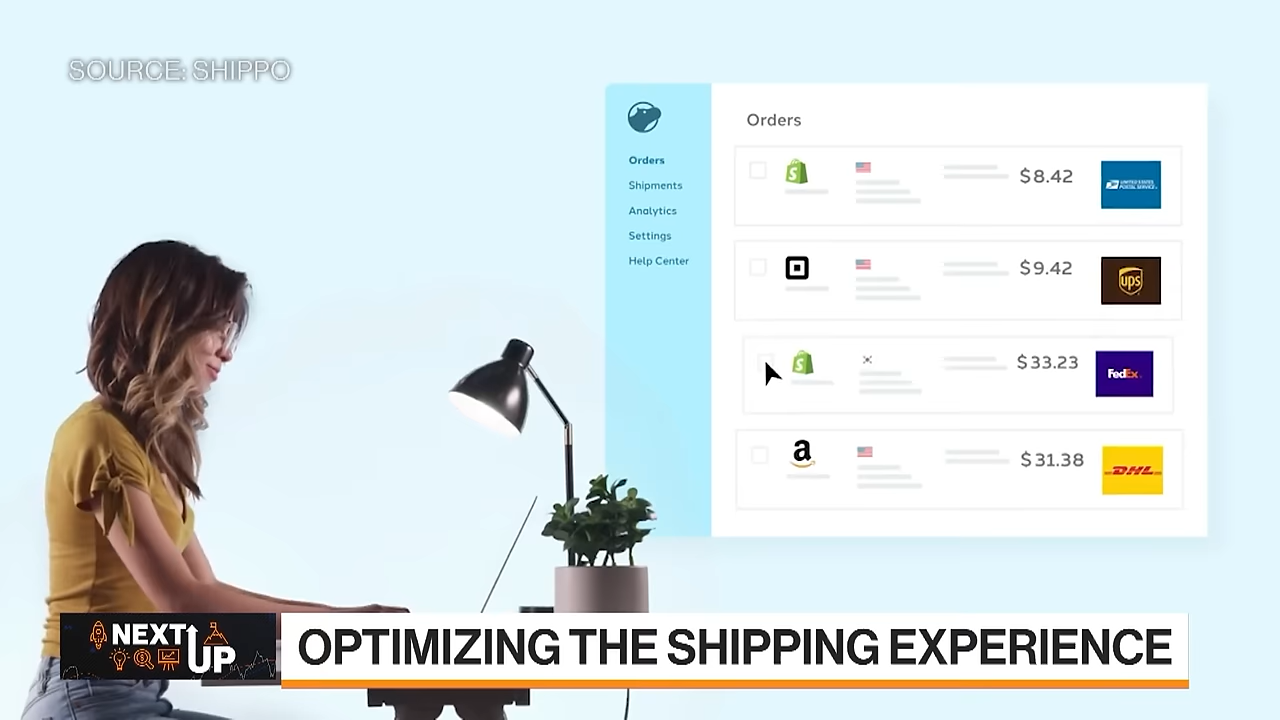 SOURCE: SHIPPO
Orders
Shipments
Analytics
Settings
Help Center
Orders
$8.42
UNITED STATES
POSTAL SERVICE
$9.42
ups
$33.23
FedEx
a
$31.38
DHL
NEXT
UP
OPTIMIZING THE SHIPPING EXPERIENCE